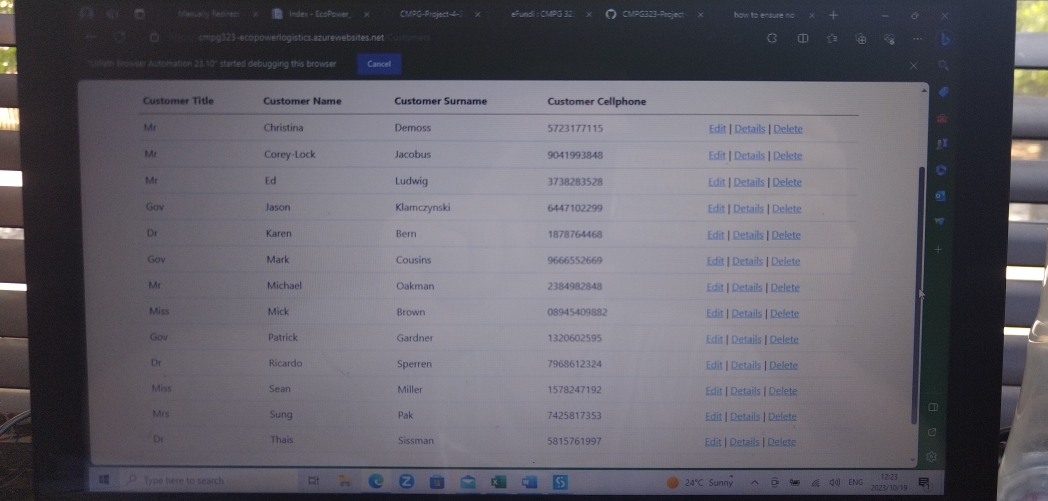 Manually Redirect × Index - EcoPower_ × CMPG-Project-4- × eFundi : CMPG 32 × CMPG323-Project × how to ensure no × +
cmpg323-ecopowerlogistics.azurewebsites.net/Customers
"UiPath Browser Automation 23.10" started debugging this browser Cancel
Customer Title Customer Name Customer Surname Customer Cellphone
Mr Christina Demoss 5723177115 Edit | Details | Delete
Mr Corey-Lock Jacobus 9041993848 Edit | Details | Delete
Mr Ed Ludwig 3738283528 Edit | Details | Delete
Gov Jason Klamczynski 6447102299 Edit | Details | Delete
Dr Karen Bern 1878764468 Edit | Details | Delete
Gov Mark Cousins 9666552669 Edit | Details | Delete
Mr Michael Oakman 2384982848 Edit | Details | Delete
Miss Mick Brown 08945409882 Edit | Details | Delete
Gov Patrick Gardner 1320602595 Edit | Details | Delete
Dr Ricardo Sperren 7968612324 Edit | Details | Delete
Miss Sean Miller 1578247192 Edit | Details | Delete
Mrs Sung Pak 7425817353 Edit | Details | Delete
Dr Thais Sissman 5815761997 Edit | Details | Delete
Type here to search 24°C Sunny ENG 12:23
2023/10/19